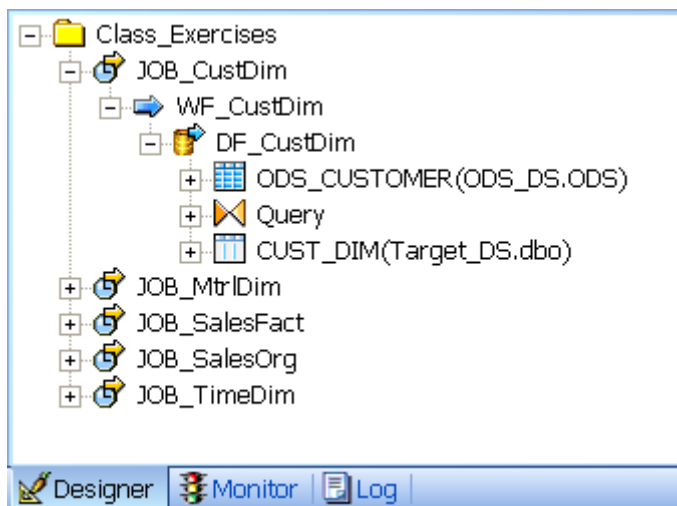 Class_Exercises
JOB_CustDim
WF_CustDim
DF_CustDim
ODS_CUSTOMER(ODS_DS.ODS)
Query
CUST_DIM(Target_DS.dbo)
JOB_MtrlDim
JOB_SalesFact
JOB_SalesOrg
JOB_TimeDim
Designer Monitor Log